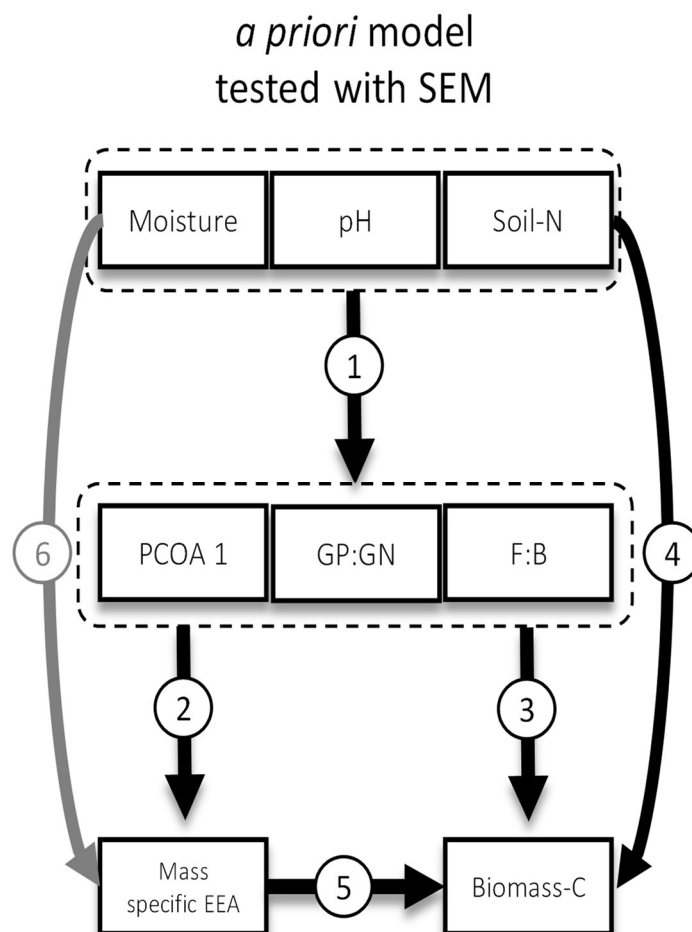 a priori model
tested with SEM
Moisture
pH
Soil-N
1
PCOA 1
GP:GN
F:B
6
4
2
3
Mass
specific EEA
5
Biomass-C